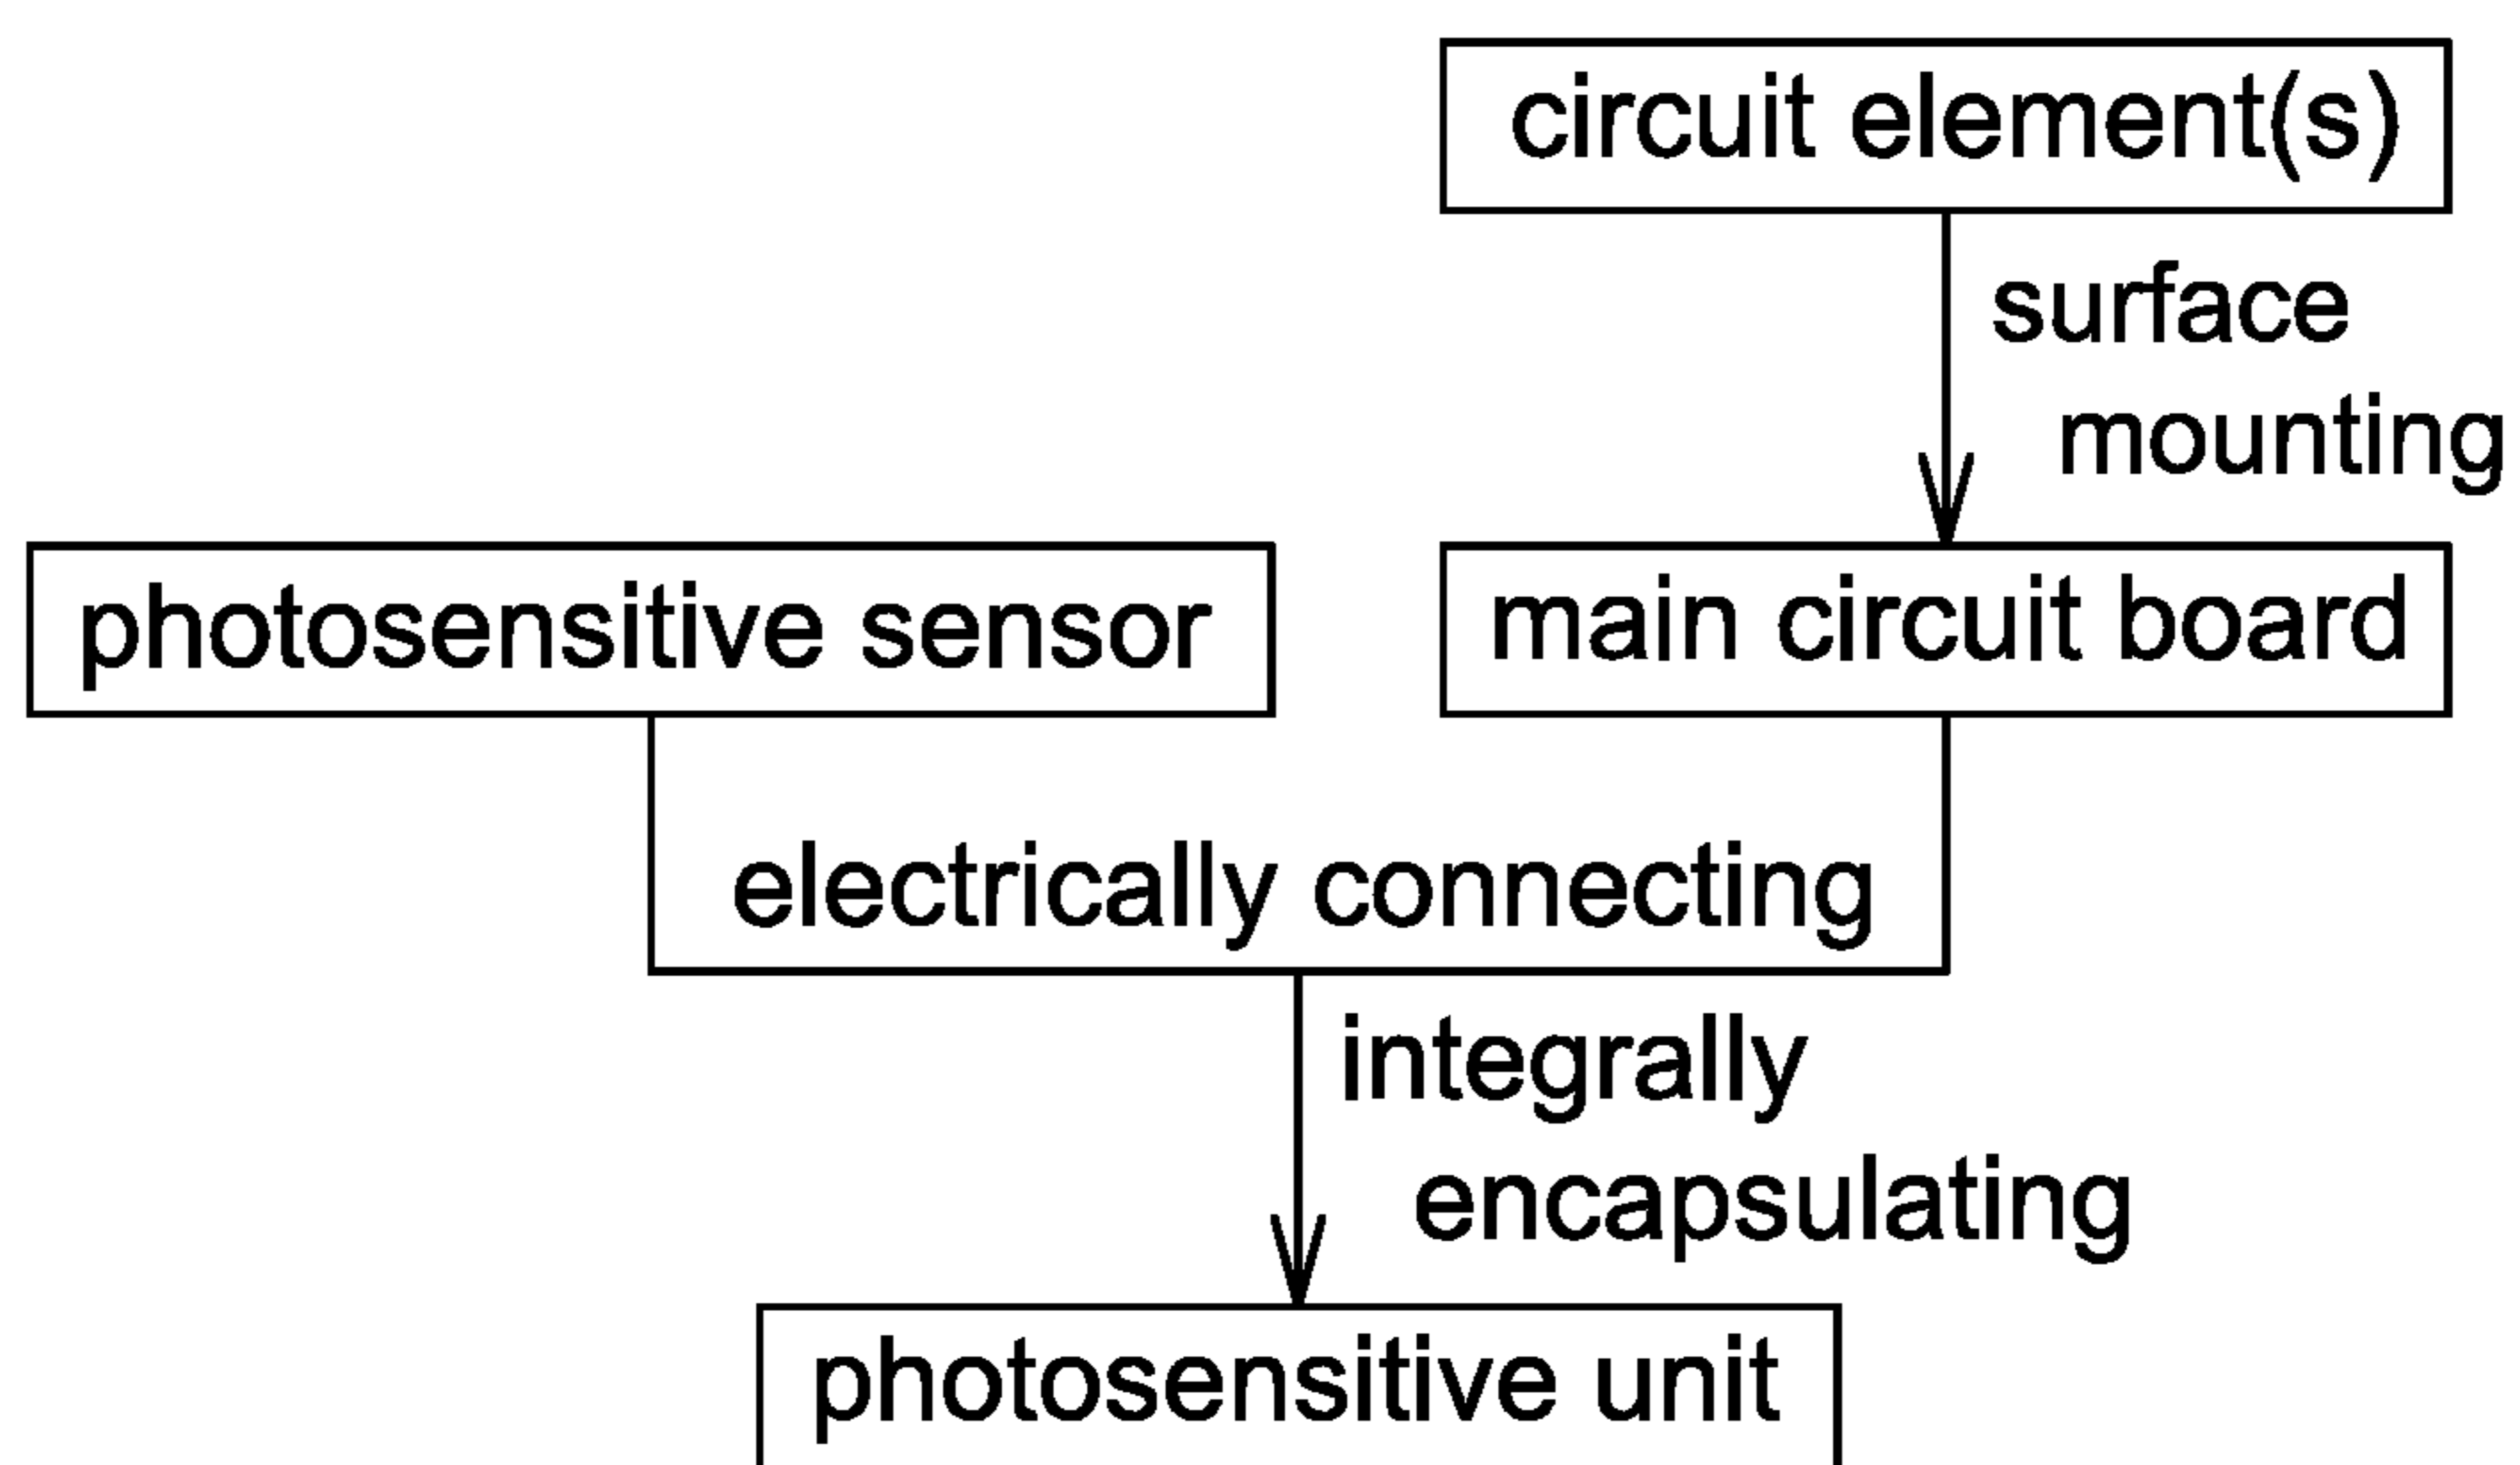 circuit element(s)
surface
mounting
photosensitive sensor
main circuit board
electrically connecting
integrally
encapsulating
photosensitive unit